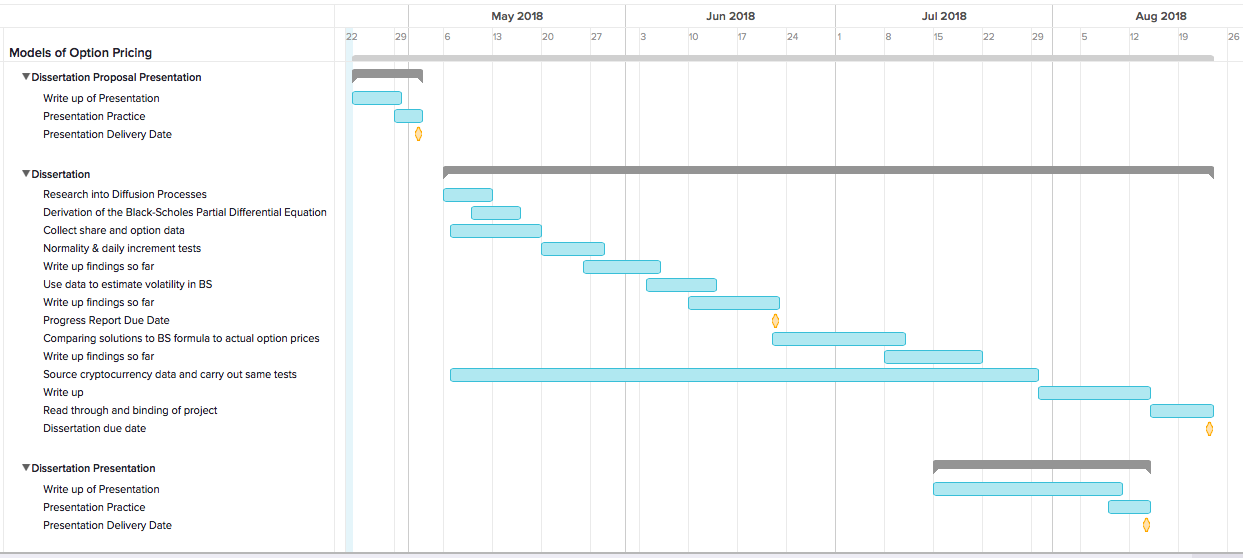 May 2018 Jun 2018 Jul 2018 Aug 2018
22 29 6 13 20 27 3 10 17 24 1 8 15 22 29 5 12 19 26
Models of Option Pricing
Dissertation Proposal Presentation
Write up of Presentation
Presentation Practice
Presentation Delivery Date
Dissertation
Research into Diffusion Processes
Derivation of the Black-Scholes Partial Differential Equation
Collect share and option data
Normality & daily increment tests
Write up findings so far
Use data to estimate volatility in BS
Write up findings so far
Progress Report Due Date
Comparing solutions to BS formula to actual option prices
Write up findings so far
Source cryptocurrency data and carry out same tests
Write up
Read through and binding of project
Dissertation due date
Dissertation Presentation
Write up of Presentation
Presentation Practice
Presentation Delivery Date